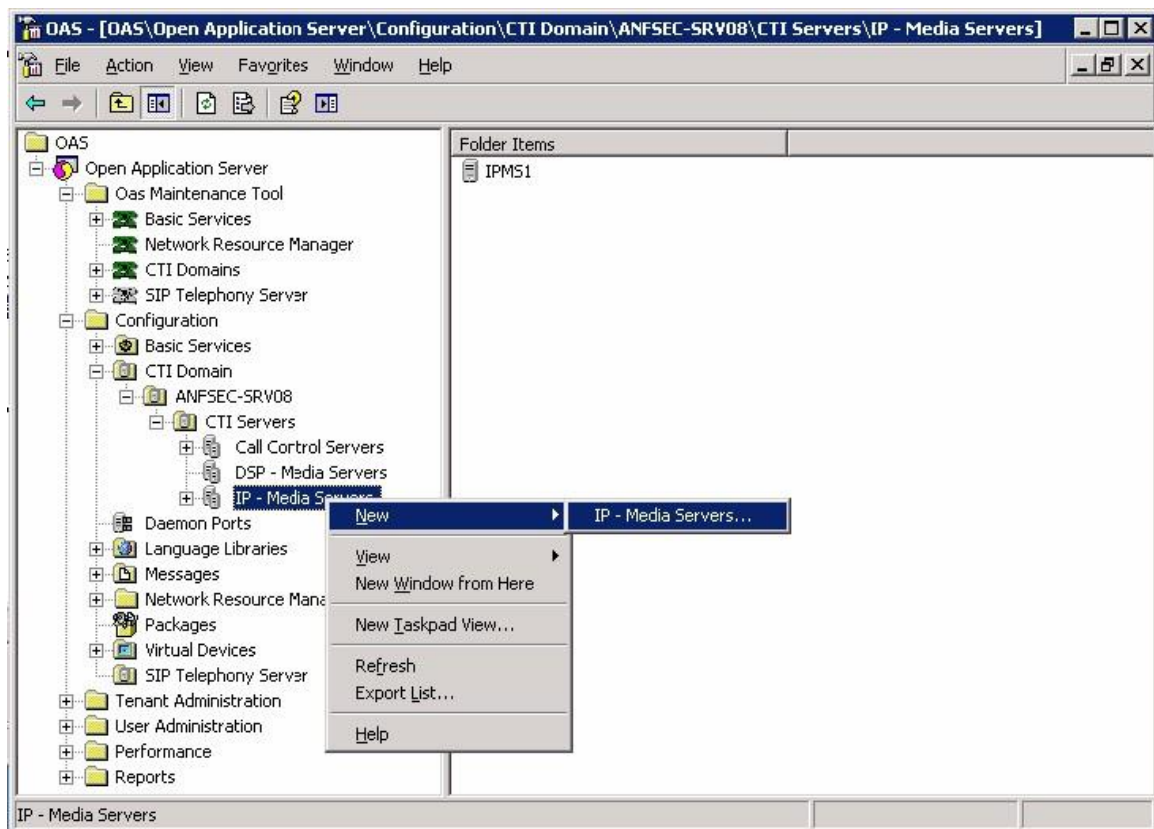 OAS - [OAS\Open Application Server\Configuration\CTI Domain\ANFSEC-SRV08\CTI Servers\IP - Media Servers]
File Action View Favorites Window Help
OAS
Open Application Server
Oas Maintenance Tool
Basic Services
Network Resource Manager
CTI Domains
SIP Telephony Server
Configuration
Basic Services
CTI Domain
ANFSEC-SRV08
CTI Servers
Call Control Servers
DSP - Media Servers
IP - Media Servers
Daemon Ports
Language Libraries
Messages
Network Resource Mana
Packages
Virtual Devices
SIP Telephony Server
Tenant Administration
User Administration
Performance
Reports
Folder Items
IPMS1
New
IP - Media Servers...
View
New Window from Here
New Taskpad View...
Refresh
Export List...
Help
IP - Media Servers